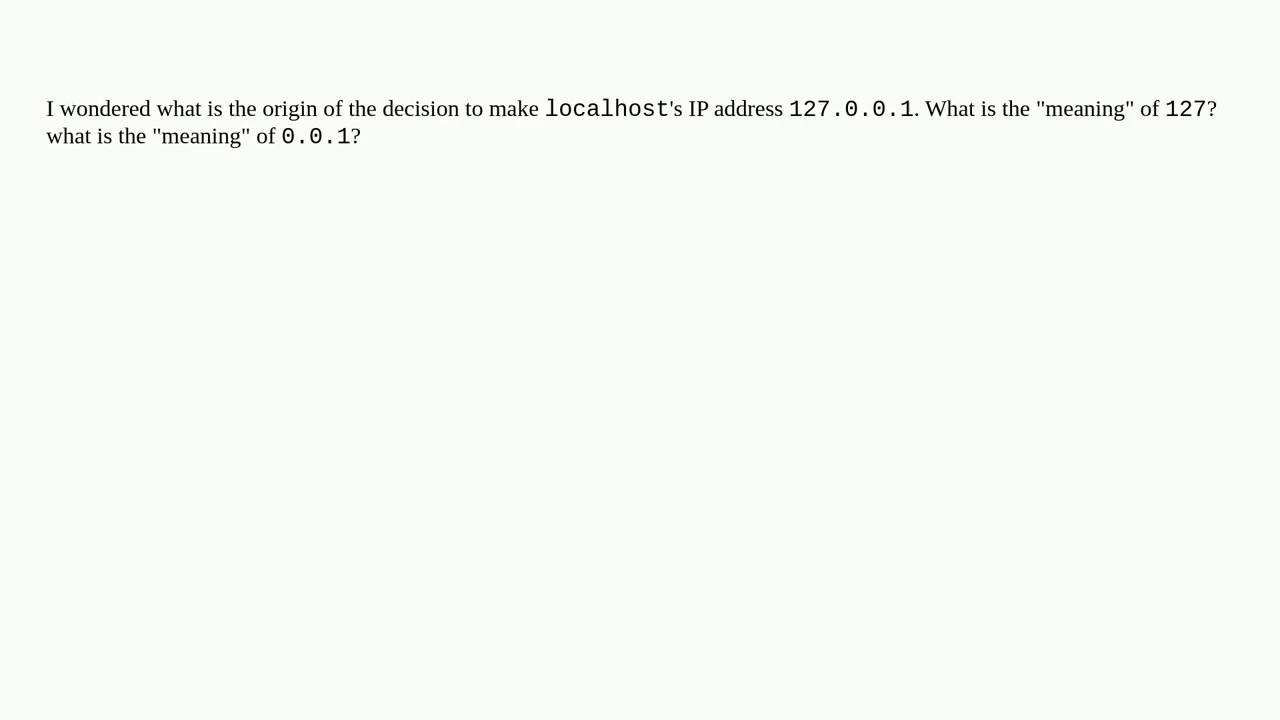 I wondered what is the origin of the decision to make localhost's IP address 127.0.0.1. What is the "meaning" of 127?
what is the "meaning" of 0.0.1?